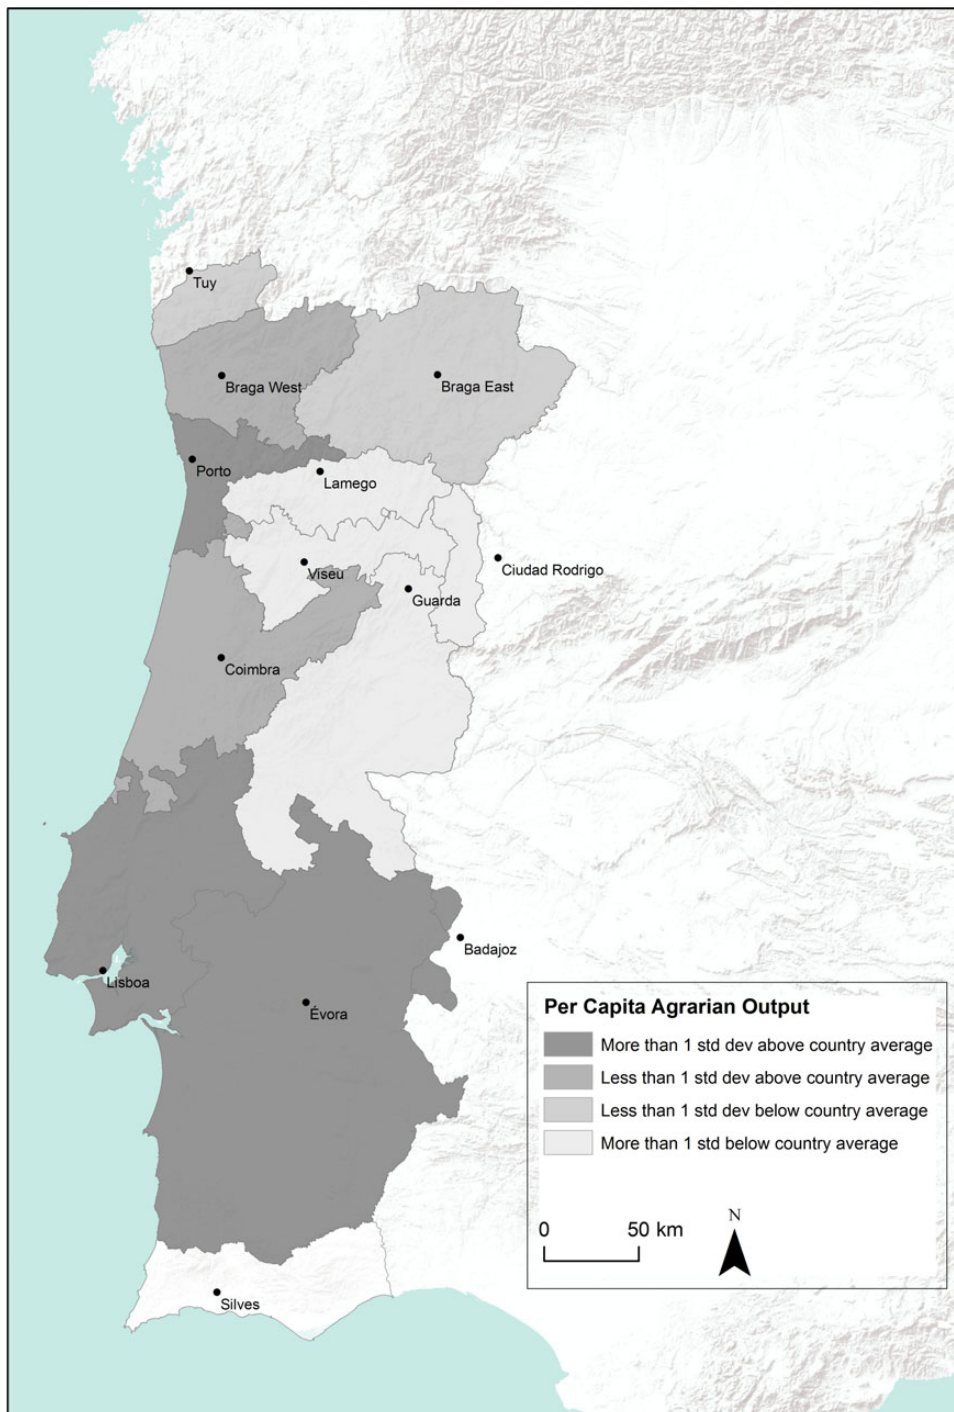 Tuy
Braga West
Braga East
Porto
Lamego
Viseu
Ciudad Rodrigo
Guarda
Coimbra
Badajoz
Lisboa
Évora
Silves
Per Capita Agrarian Output
More than 1 std dev above country average
Less than 1 std dev above country average
Less than 1 std dev below country average
More than 1 std below country average
0 50 km
N